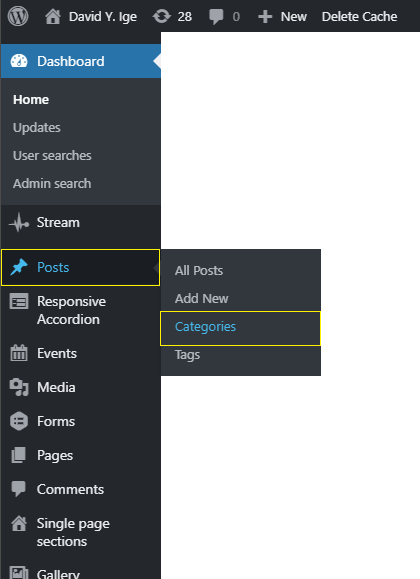 David Y. Ige 28 0 New Delete Cache
Dashboard
Home
Updates
User searches
Admin search
Stream
Posts
All Posts
Add New
Categories
Tags
Responsive
Accordion
Events
Media
Forms
Pages
Comments
Single page
sections
Gallery